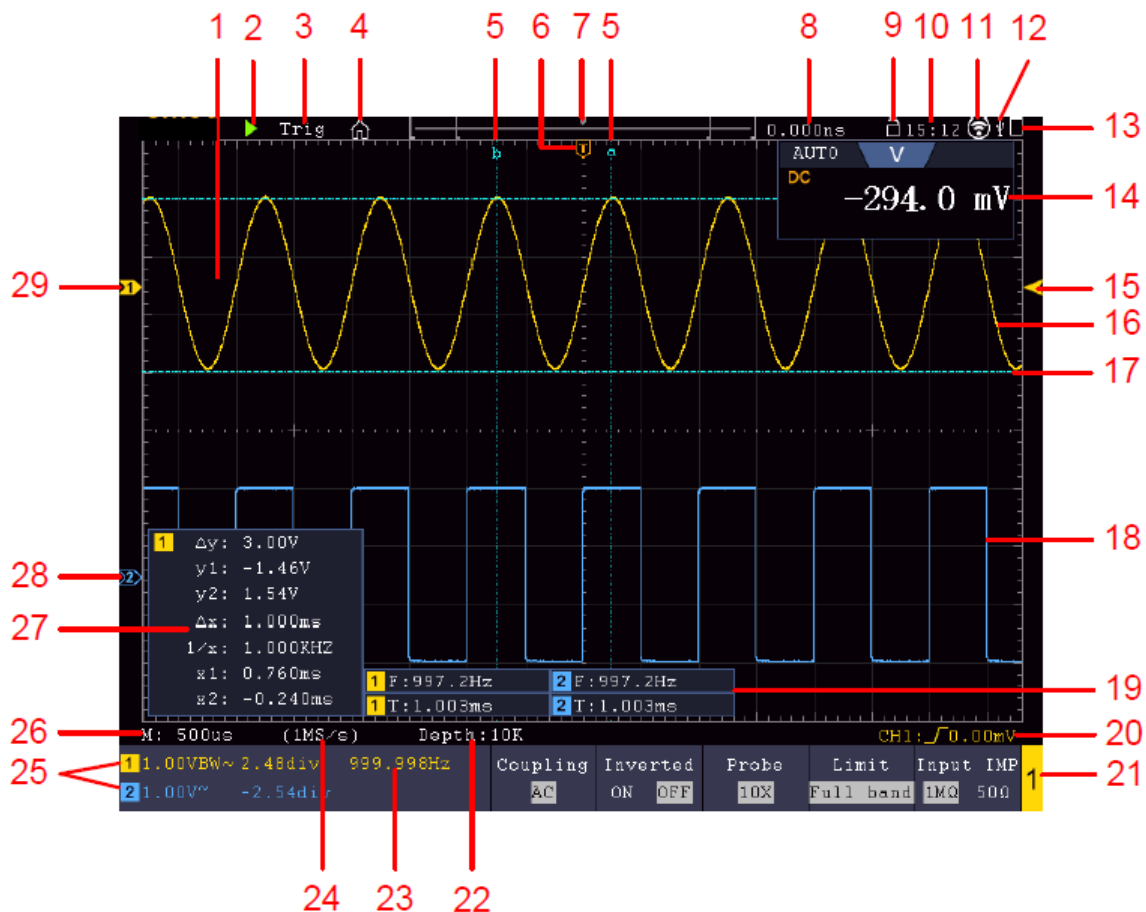 1 2 3 4 5 6 7 5 8 9 10 11 12
Trig 0.000ns 15:12 13
b T a AUTO V
DC
-294.0 mV 14
29 1 15
16
17
18
1 Δy: 3.00V
y1: -1.46V
28 2 y2: 1.54V
27 Δx: 1.000ms
1/x: 1.000KHZ
x1: 0.760ms 1 F:997.2Hz 2 F:997.2Hz 19
x2: -0.240ms 1 T:1.003ms 2 T:1.003ms
26 M: 500us (1MS/s) Depth:10K CH1: 0.00mV 20
25 1 1.00VBW~ 2.48div 999.998Hz Coupling Inverted Probe Limit Input IMP 1 21
2 1.00V~ -2.54div AC ON OFF 10X Full band 1MΩ 50Ω
24 23 22